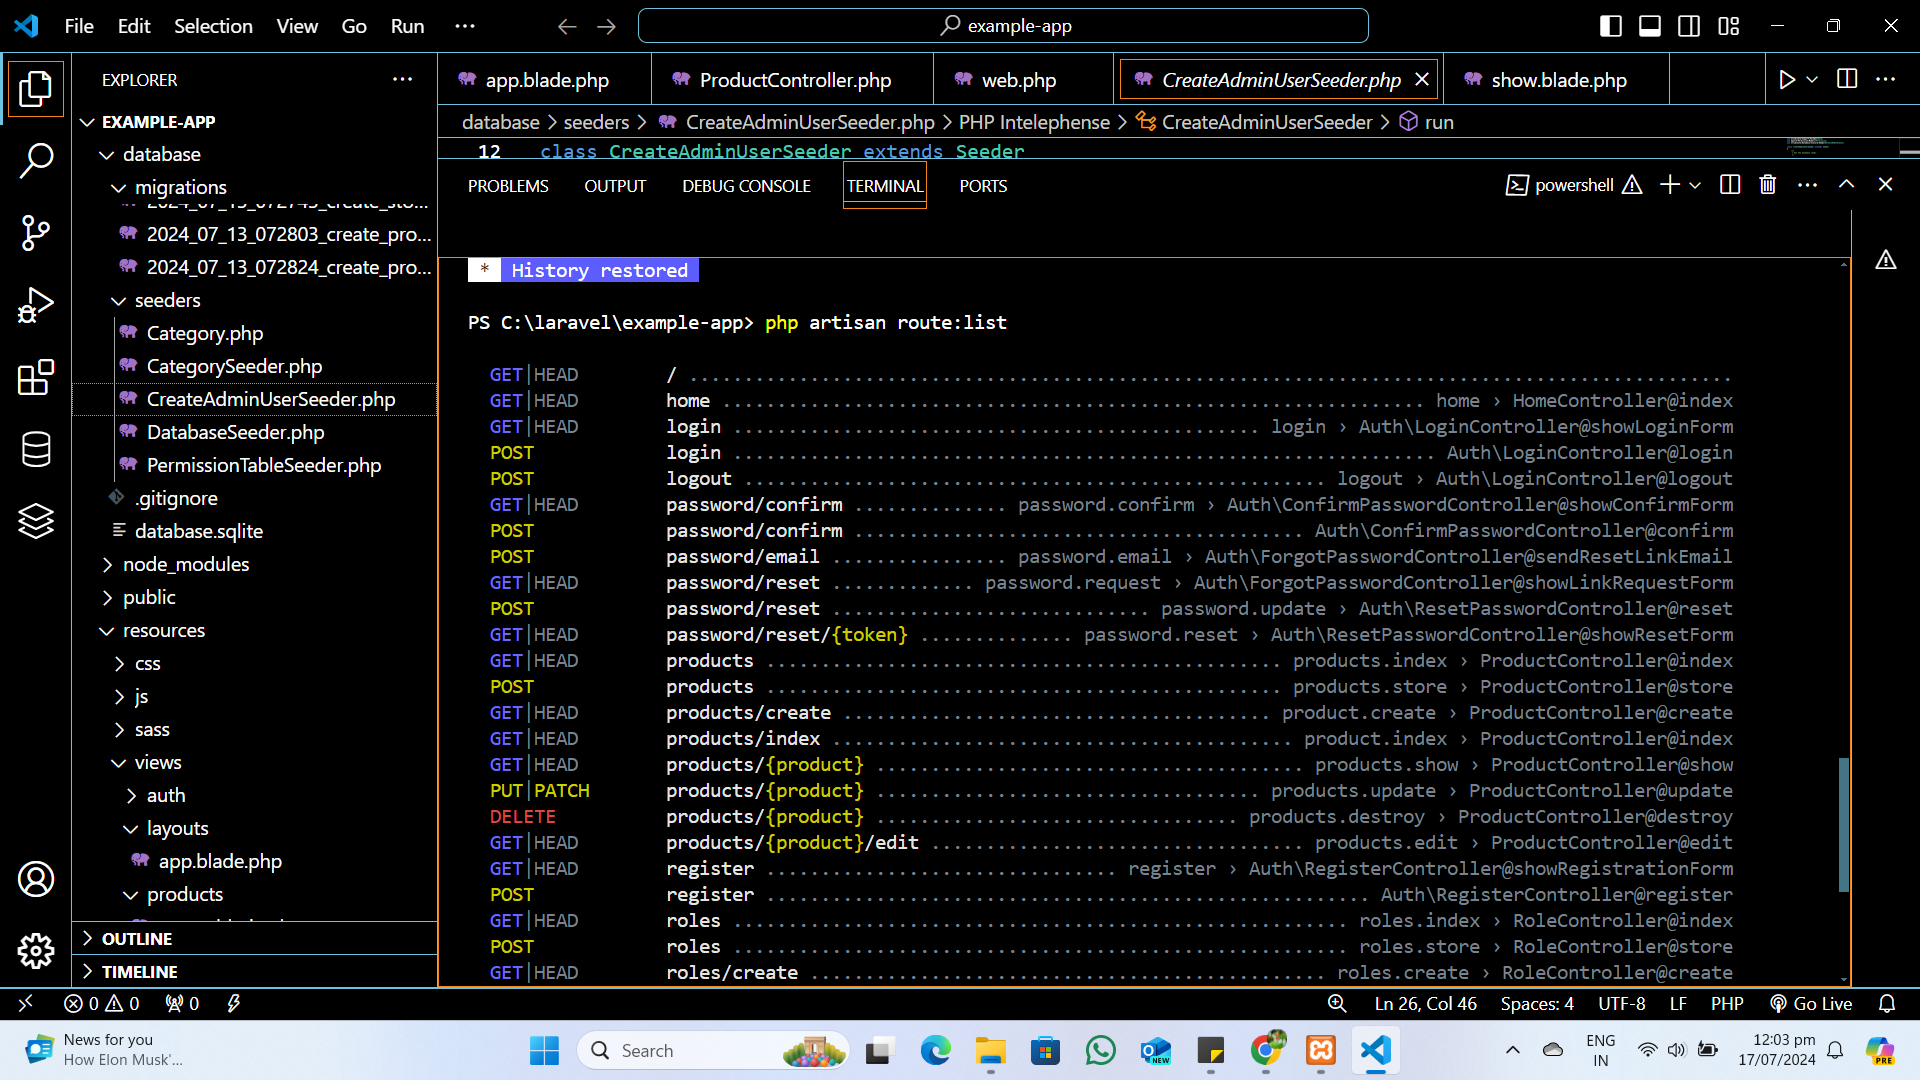 File Edit Selection View Go Run ···
example-app
EXPLORER ···
EXAMPLE-APP
database
migrations
2024_07_13_072803_create_pro...
2024_07_13_072824_create_pro...
seeders
Category.php
CategorySeeder.php
CreateAdminUserSeeder.php
DatabaseSeeder.php
PermissionTableSeeder.php
.gitignore
database.sqlite
node_modules
public
resources
css
js
sass
views
auth
layouts
app.blade.php
products
OUTLINE
TIMELINE
app.blade.php ProductController.php web.php CreateAdminUserSeeder.php show.blade.php
database > seeders > CreateAdminUserSeeder.php > PHP Intelephense > CreateAdminUserSeeder > run
12 class CreateAdminUserSeeder extends Seeder
PROBLEMS OUTPUT DEBUG CONSOLE TERMINAL PORTS powershell
* History restored
PS C:\laravel\example-app> php artisan route:list
GET|HEAD / ...............................................................................................
GET|HEAD home ................................................................ home › HomeController@index
GET|HEAD login ................................................ login › Auth\LoginController@showLoginForm
POST login ................................................................ Auth\LoginController@login
POST logout .................................................... logout › Auth\LoginController@logout
GET|HEAD password/confirm .............. password.confirm › Auth\ConfirmPasswordController@showConfirmForm
POST password/confirm .......................................... Auth\ConfirmPasswordController@confirm
POST password/email ................ password.email › Auth\ForgotPasswordController@sendResetLinkEmail
GET|HEAD password/reset ............. password.request › Auth\ForgotPasswordController@showLinkRequestForm
POST password/reset ............................. password.update › Auth\ResetPasswordController@reset
GET|HEAD password/reset/{token} .............. password.reset › Auth\ResetPasswordController@showResetForm
GET|HEAD products ............................................... products.index › ProductController@index
POST products ............................................... products.store › ProductController@store
GET|HEAD products/create ....................................... product.create › ProductController@create
GET|HEAD products/index .......................................... product.index › ProductController@index
GET|HEAD products/{product} ........................................ products.show › ProductController@show
PUT|PATCH products/{product} .................................... products.update › ProductController@update
DELETE products/{product} .................................. products.destroy › ProductController@destroy
GET|HEAD products/{product}/edit ................................... products.edit › ProductController@edit
GET|HEAD register ................................ register › Auth\RegisterController@showRegistrationForm
POST register ....................................................... Auth\RegisterController@register
GET|HEAD roles ........................................................ roles.index › RoleController@index
POST roles ........................................................ roles.store › RoleController@store
GET|HEAD roles/create ............................................... roles.create › RoleController@create
0 0 0 Ln 26, Col 46 Spaces: 4 UTF-8 LF PHP Go Live
News for you
How Elon Musk'...
Search
NEW
ENG
IN
12:03 pm
17/07/2024
PRE